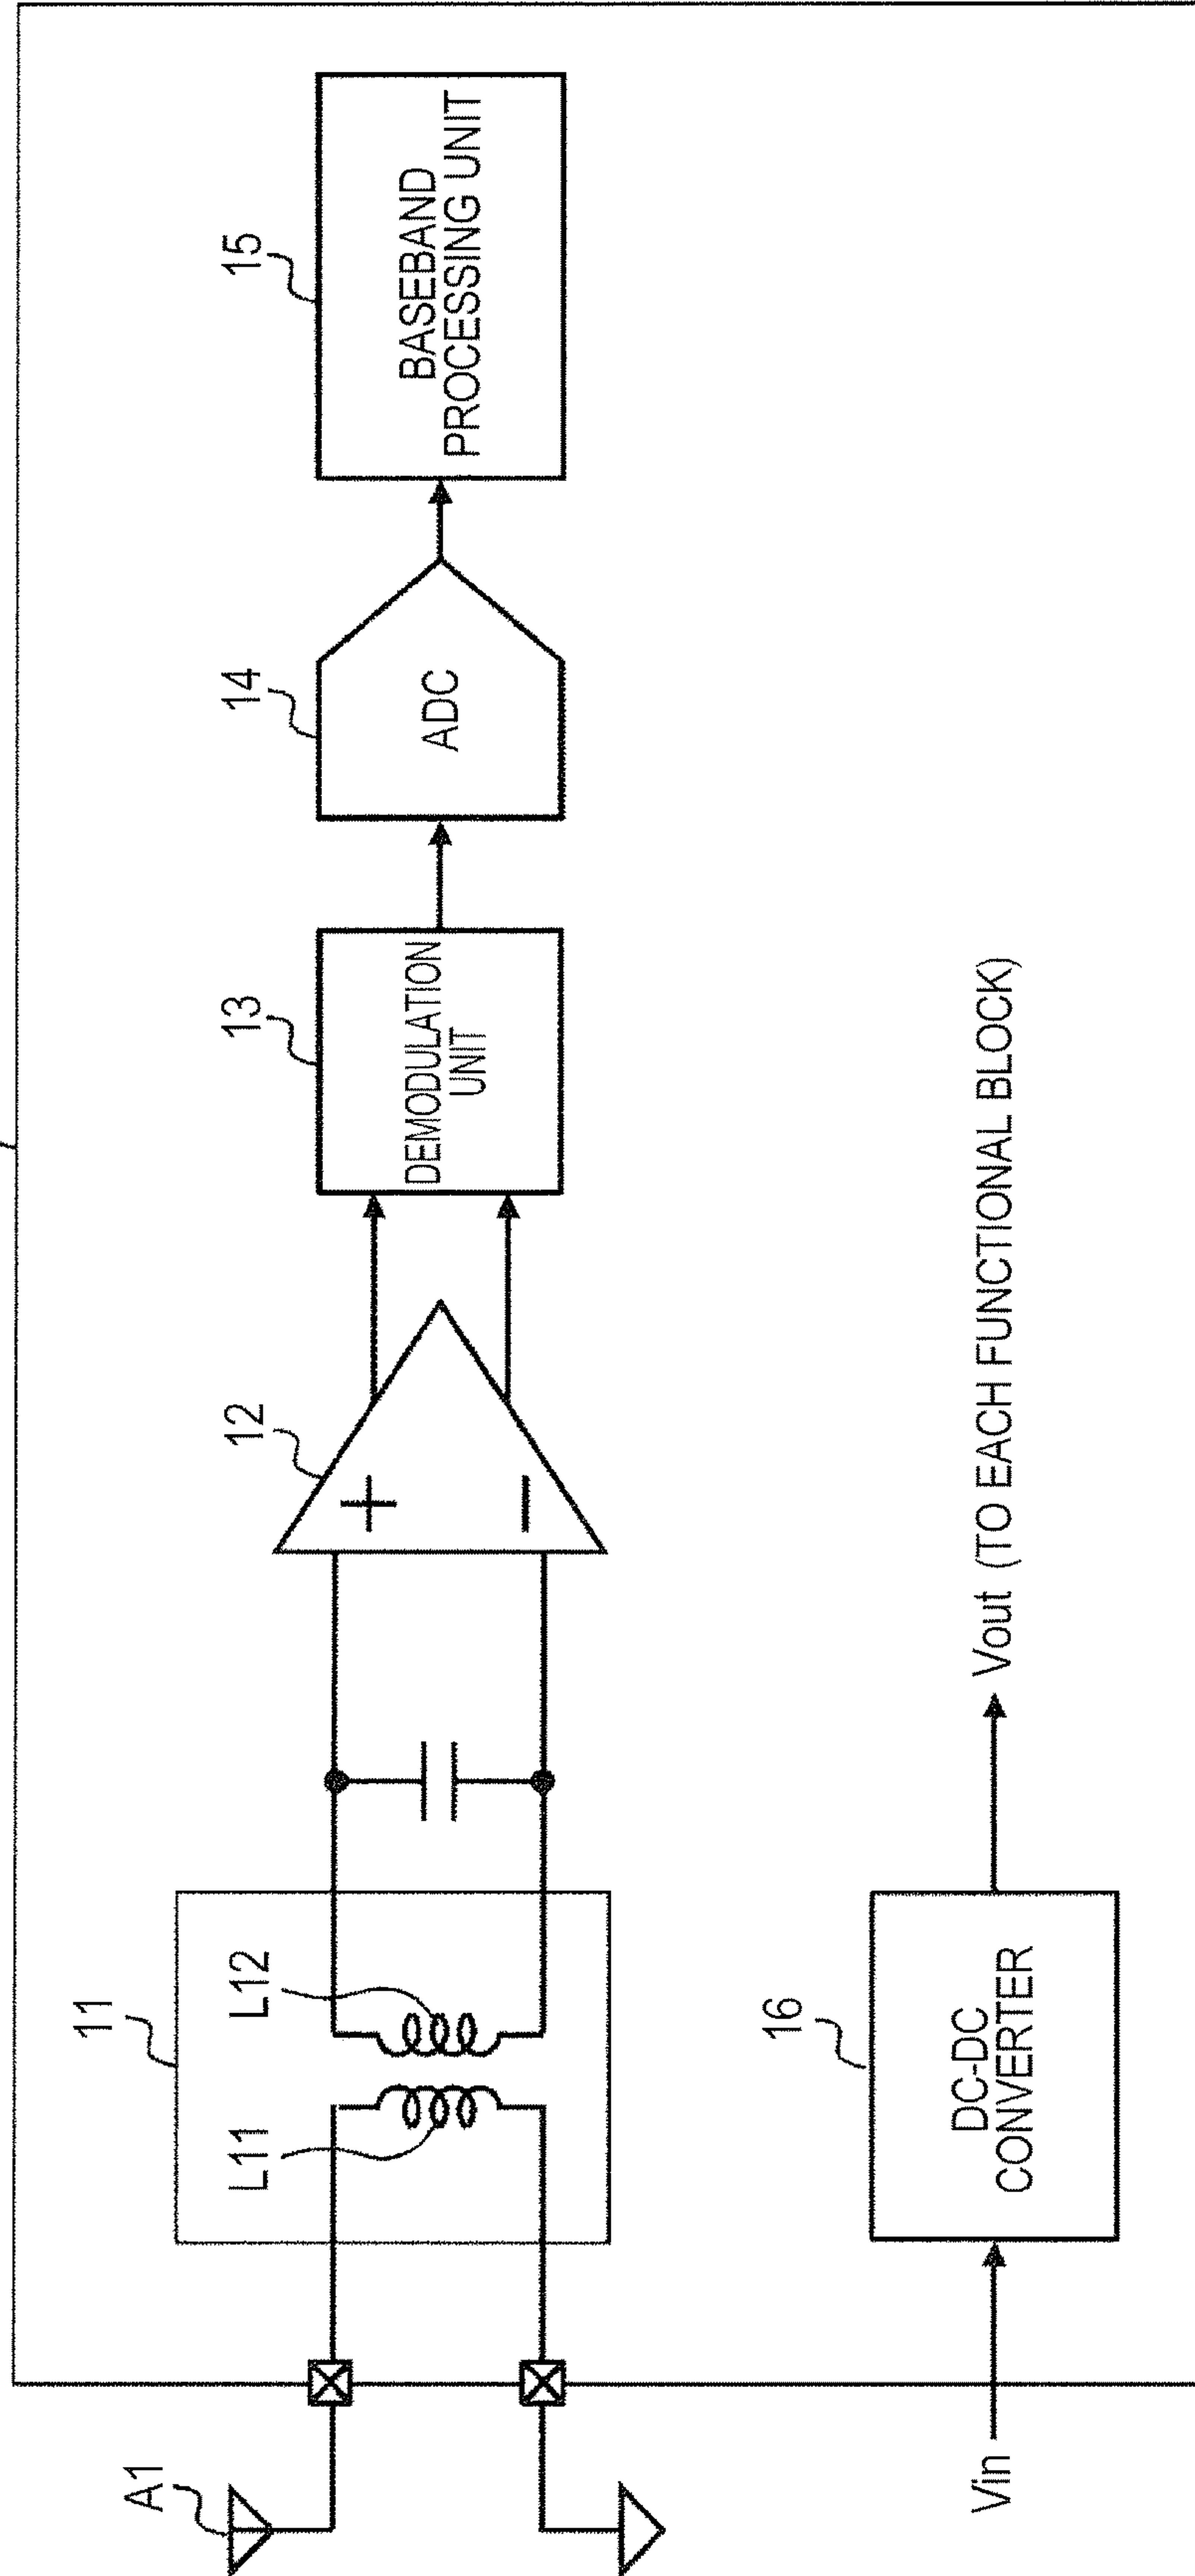 A1
11
L11
L12
12
13
DEMODULATION
UNIT
14
ADC
15
BASEBAND
PROCESSING UNIT
Vin
16
DC-DC
CONVERTER
Vout (TO EACH FUNCTIONAL BLOCK)